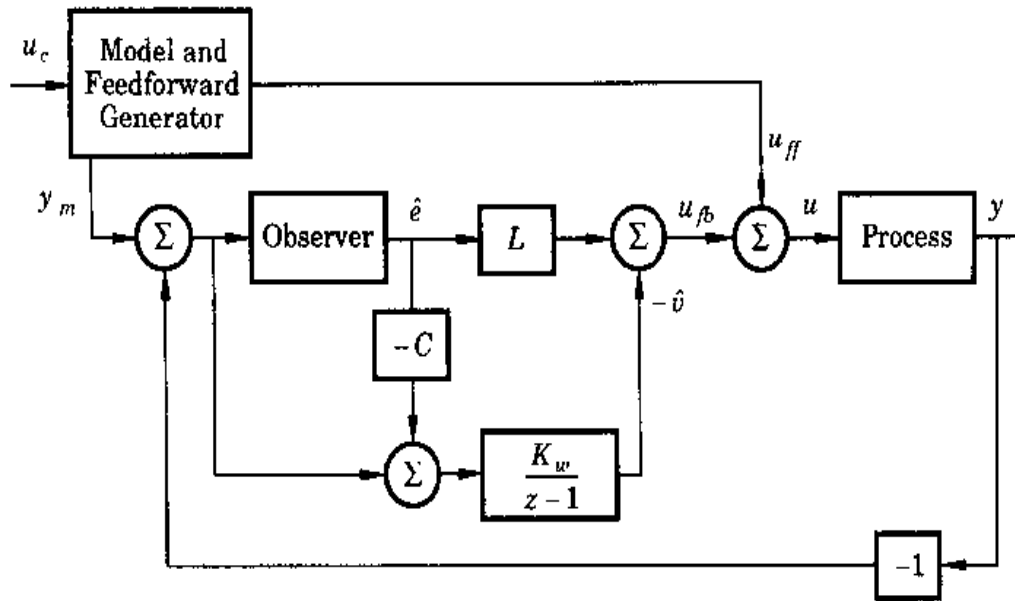 u_c
Model and
Feedforward
Generator
u_ff
y_m
Σ
Observer
ê
L
Σ
u_fb
Σ
u
Process
y
-C
-v̂
Σ
K_w
z - 1
-1